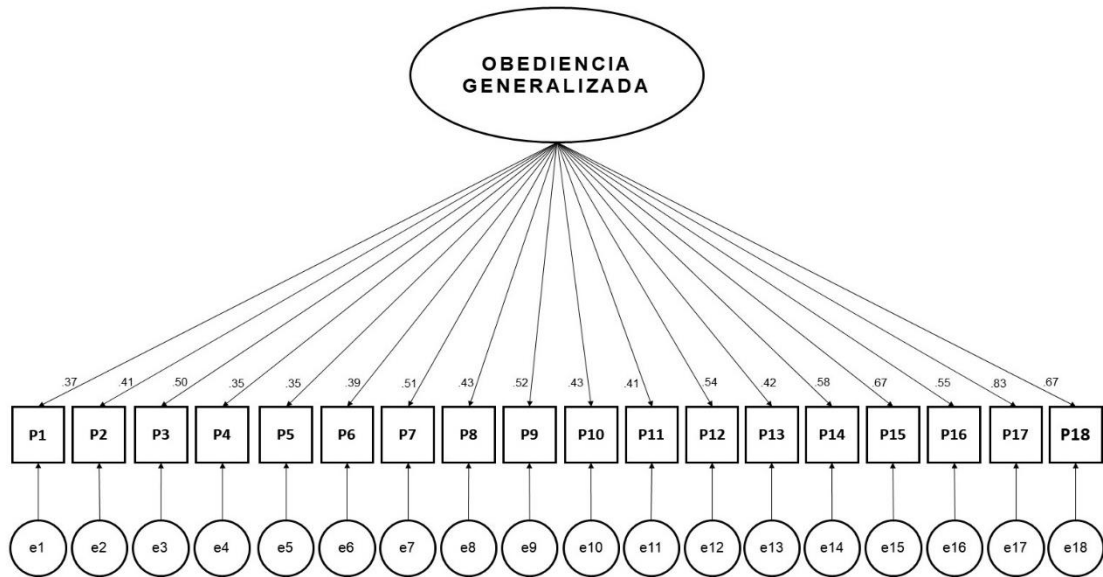 OBEDIENCIA
GENERALIZADA
.37 .41 .50 .35 .35 .39 .51 .43 .52 .43 .41 .54 .42 .58 .67 .55 .83 .67
P1 P2 P3 P4 P5 P6 P7 P8 P9 P10 P11 P12 P13 P14 P15 P16 P17 P18
e1 e2 e3 e4 e5 e6 e7 e8 e9 e10 e11 e12 e13 e14 e15 e16 e17 e18